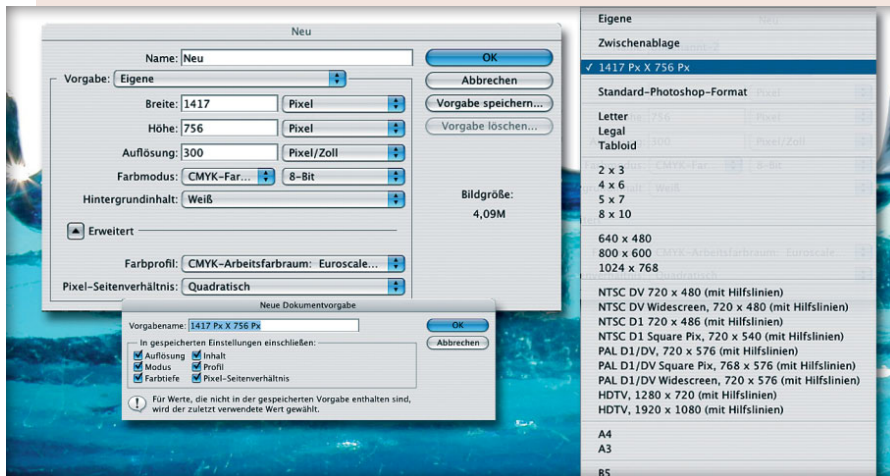 Neu
Name: Neu
OK
Vorgabe: Eigene
Abbrechen
Breite: 1417 Pixel
Vorgabe speichern...
Höhe: 756 Pixel
Vorgabe löschen...
Auflösung: 300 Pixel/Zoll
Farbmodus: CMYK-Far... 8-Bit
Hintergrundinhalt: Weiß
Bildgröße:
4,09M
Erweitert
Farbprofil: CMYK-Arbeitsfarbraum: Euroscale...
Pixel-Seitenverhältnis: Quadratisch
Neue Dokumentvorgabe
Vorgabename: 1417 Px X 756 Px
OK
In gespeicherten Einstellungen einschließen:
Abbrechen
Auflösung Inhalt
Modus Profil
Farbtiefe Pixel-Seitenverhältnis
Für Werte, die nicht in der gespeicherten Vorgabe enthalten sind,
wird der zuletzt verwendete Wert gewählt.
Eigene
Zwischenablage
✓ 1417 Px X 756 Px
Standard-Photoshop-Format
Letter
Legal
Tabloid
2 x 3
4 x 6
5 x 7
8 x 10
640 x 480
800 x 600
1024 x 768
NTSC DV 720 x 480 (mit Hilfslinien)
NTSC DV Widescreen, 720 x 480 (mit Hilfslinien)
NTSC D1 720 x 486 (mit Hilfslinien)
NTSC D1 Square Pix, 720 x 540 (mit Hilfslinien)
PAL D1/DV, 720 x 576 (mit Hilfslinien)
PAL D1/DV Square Pix, 768 x 576 (mit Hilfslinien)
PAL D1/DV Widescreen, 720 x 576 (mit Hilfslinien)
HDTV, 1280 x 720 (mit Hilfslinien)
HDTV, 1920 x 1080 (mit Hilfslinien)
A4
A3
B5